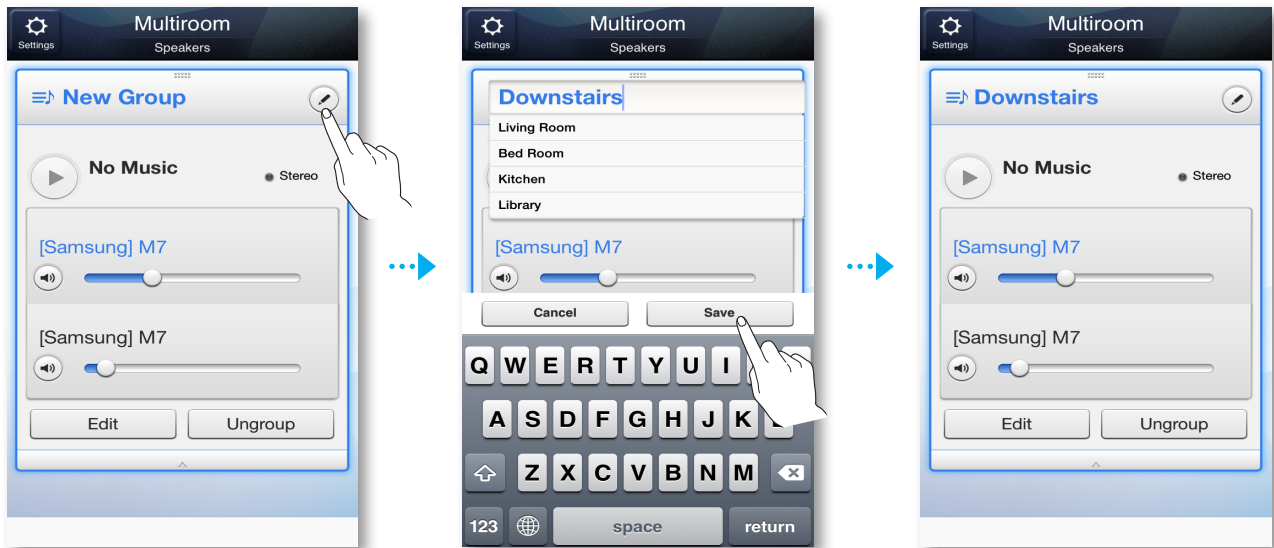 Multiroom
Settings
Speakers
New Group
No Music
Stereo
[Samsung] M7
[Samsung] M7
Edit
Ungroup
Multiroom
Settings
Speakers
Downstairs
Living Room
Bed Room
Kitchen
Library
[Samsung] M7
Cancel
Save
Q W E R T Y U I
A S D F G H J K
Z X C V B N M
123
space
return
Multiroom
Settings
Speakers
Downstairs
No Music
Stereo
[Samsung] M7
[Samsung] M7
Edit
Ungroup